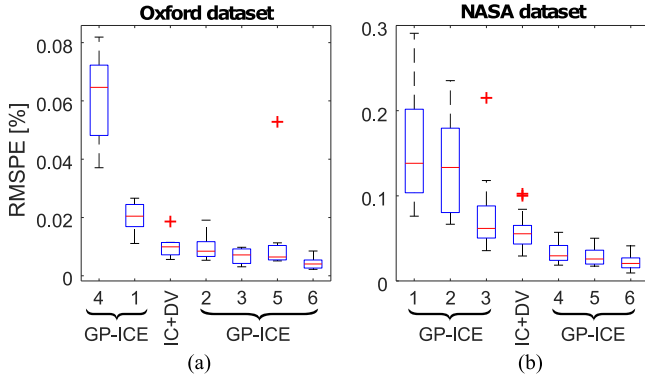 Oxford dataset
RMSPE [%]
0.08
0.06
0.04
0.02
0
4 1 IC+DV 2 3 5 6
GP-ICE GP-ICE
(a)
NASA dataset
0.3
0.2
0.1
0
1 2 3 IC+DV 4 5 6
GP-ICE GP-ICE
(b)